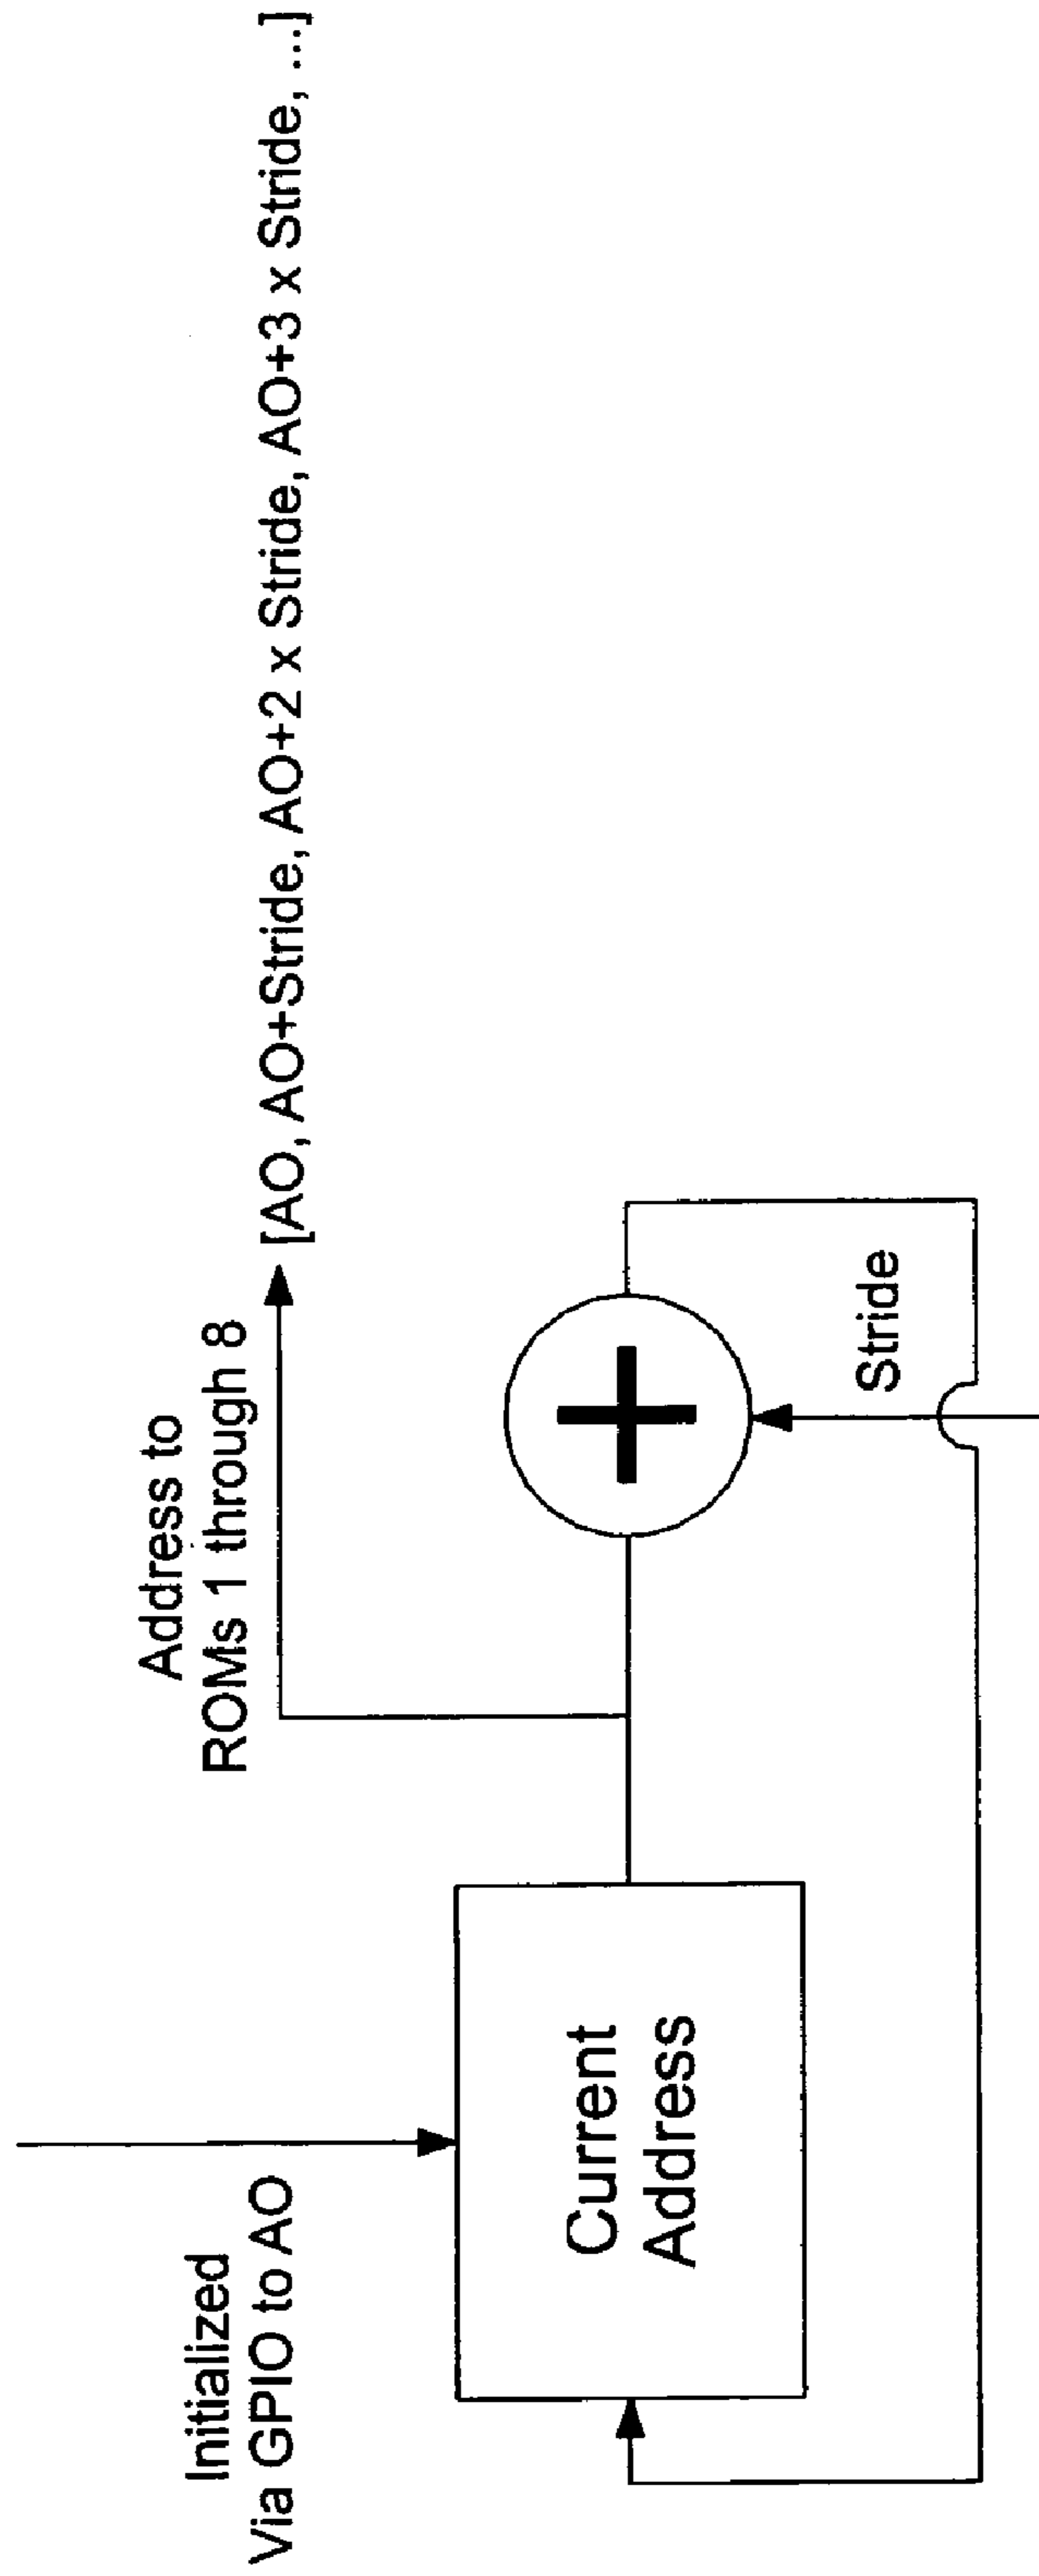 Initialized
Via GPIO to AO
Address to
ROMs 1 through 8
[AO, AO+Stride, AO+2 x Stride, AO+3 x Stride, ...]
Current
Address
Stride